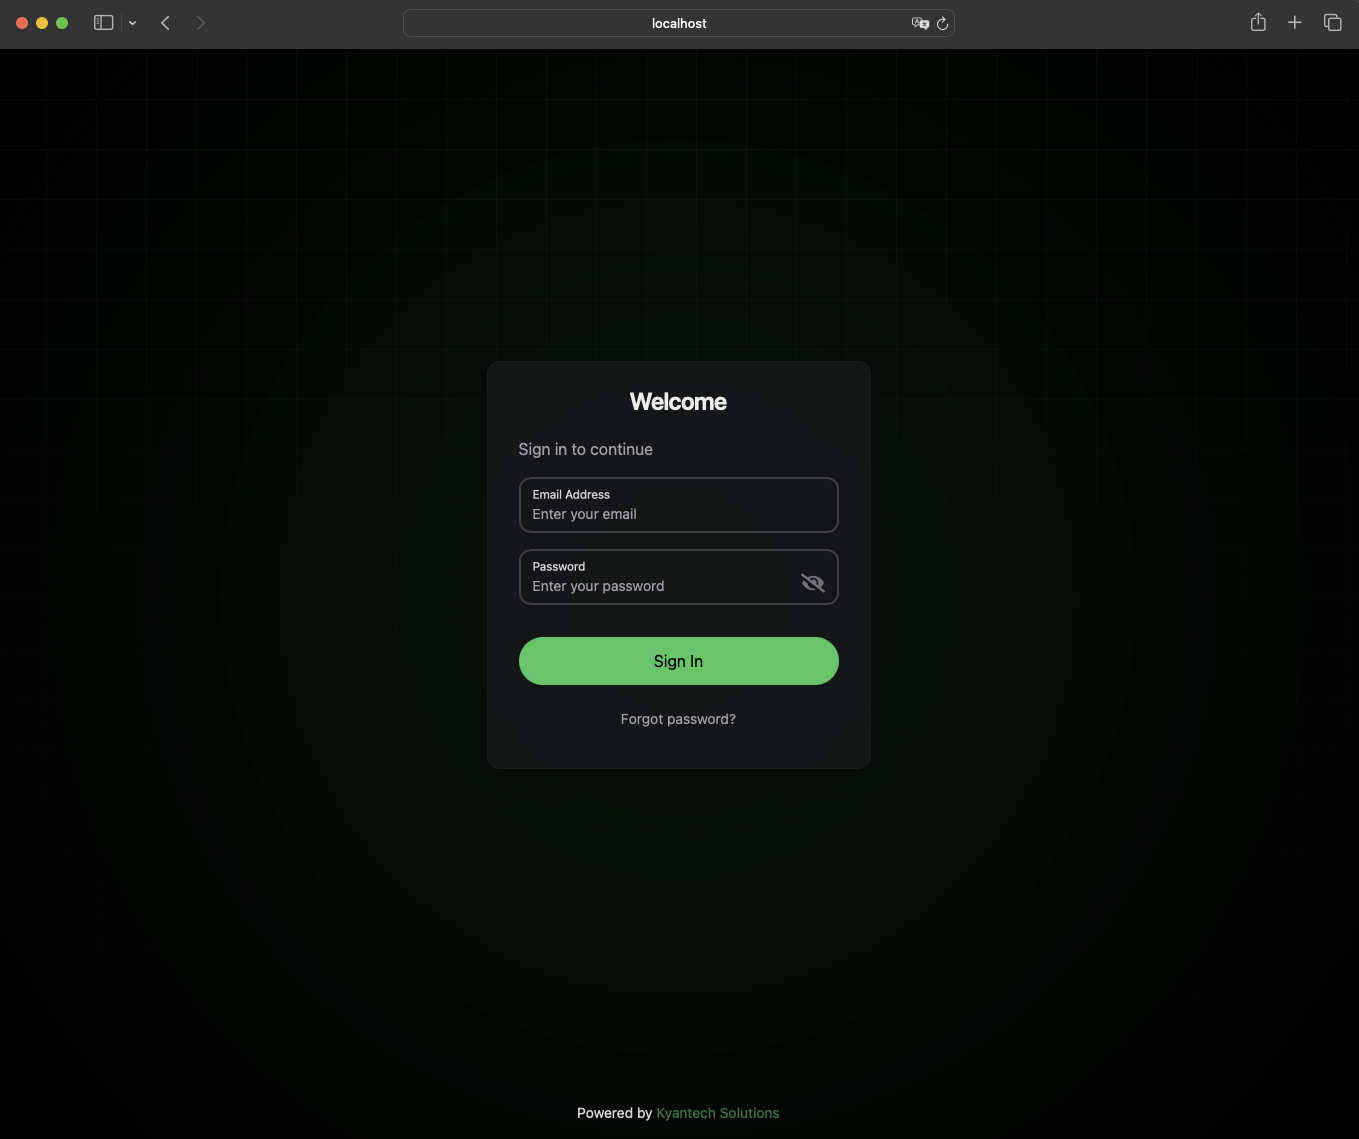 localhost
Welcome
Sign in to continue
Email Address
Enter your email
Password
Enter your password
Sign In
Forgot password?
Powered by Kyantech Solutions